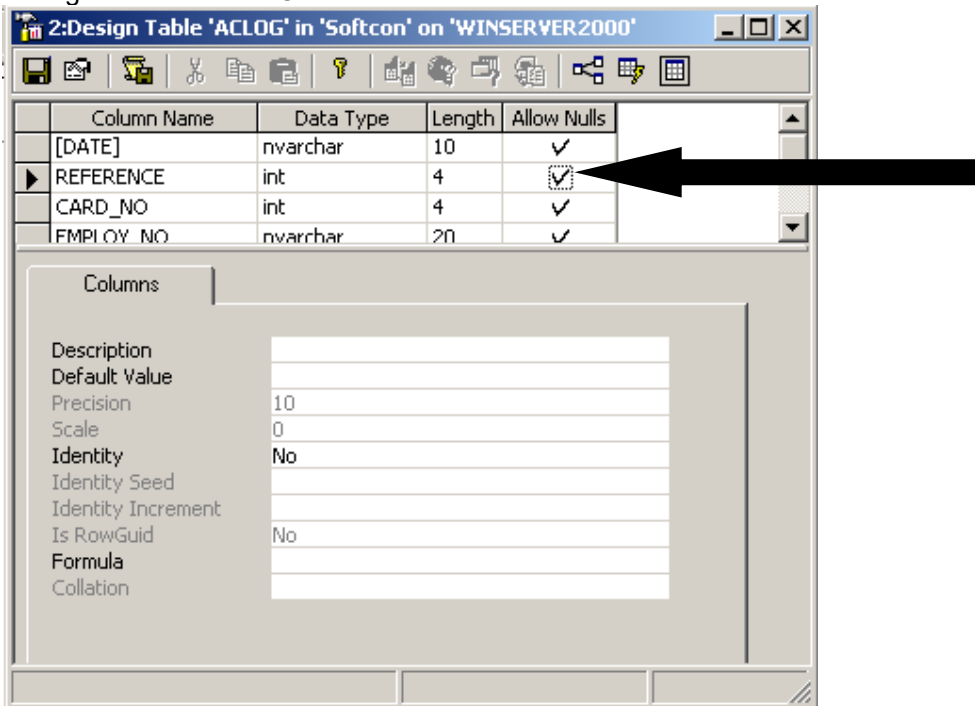 2:Design Table 'ACLOG' in 'Softcon' on 'WINSERVER2000'
Column Name Data Type Length Allow Nulls
[DATE] nvarchar 10
REFERENCE int 4
CARD_NO int 4
EMPLOY_NO nvarchar 20
Columns
Description
Default Value
Precision 10
Scale 0
Identity No
Identity Seed
Identity Increment
Is RowGuid No
Formula
Collation